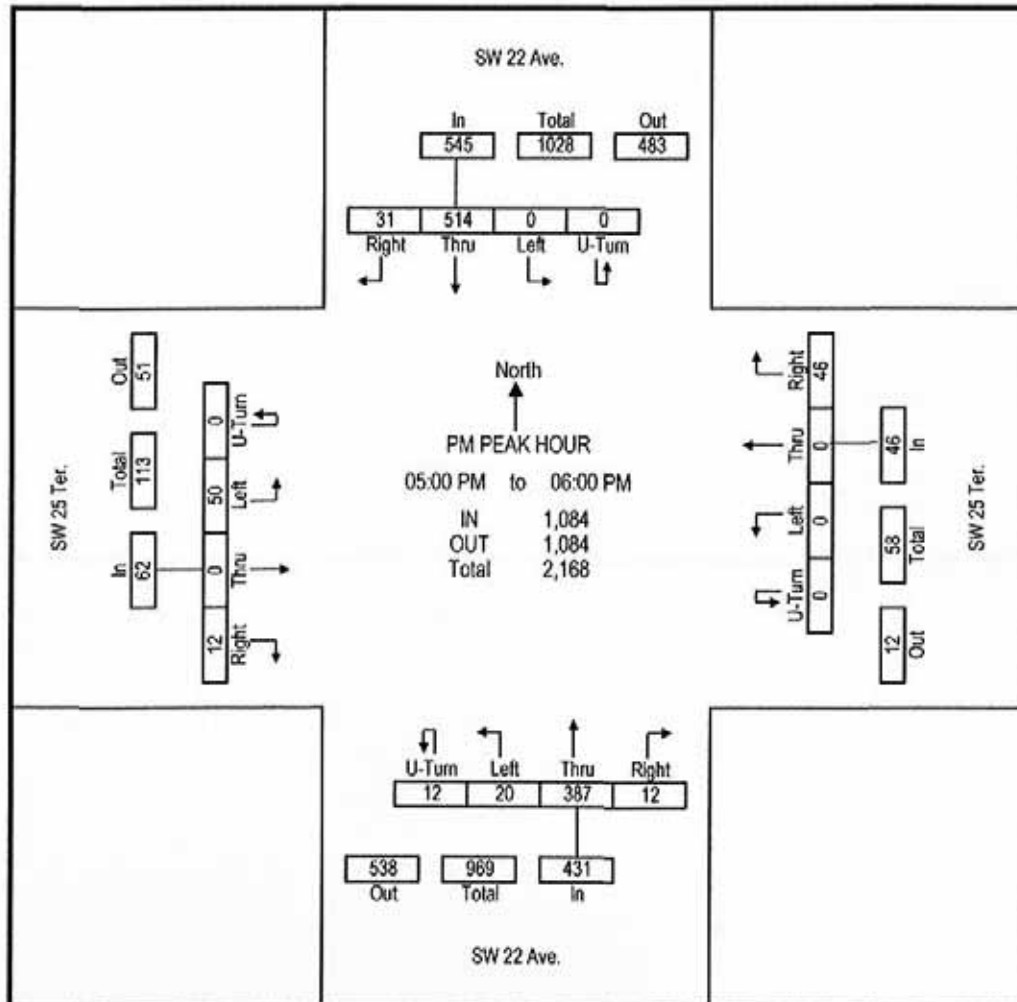 SW 22 Ave.
In Total Out
545 1028 483
31 514 0 0
Right Thru Left U-Turn
SW 25 Ter.
Out 51
Total 113
In 62
0 U-Turn
50 Left
0 Thru
12 Right
North
PM PEAK HOUR
05:00 PM to 06:00 PM
IN 1,084
OUT 1,084
Total 2,168
Right 46
Thru 0
Left 0
U-Turn 0
46 In
58 Total
12 Out
SW 25 Ter.
U-Turn Left Thru Right
12 20 387 12
538 969 431
Out Total In
SW 22 Ave.